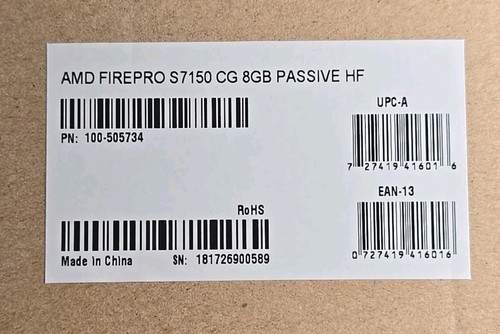 AMD FIREPRO S7150 CG 8GB PASSIVE HF
PN: 100-505734
UPC-A
7 27419 41601 6
EAN-13
0 727419 416016
RoHS
Made In China SN: 181726900589